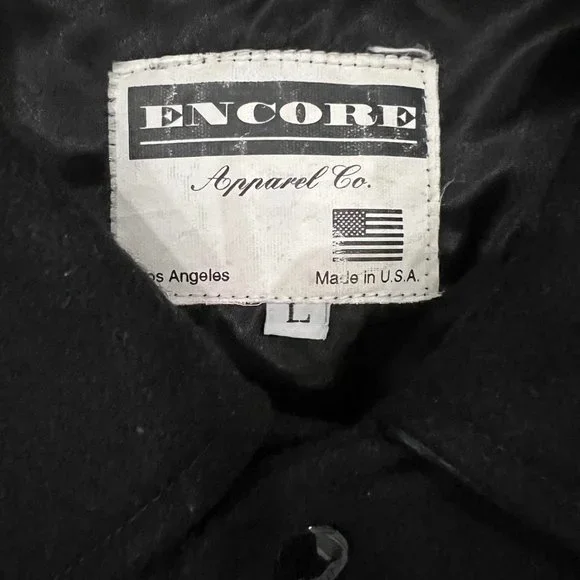 ENCORE
Apparel Co.
os Angeles
Made in U.S.A.
L